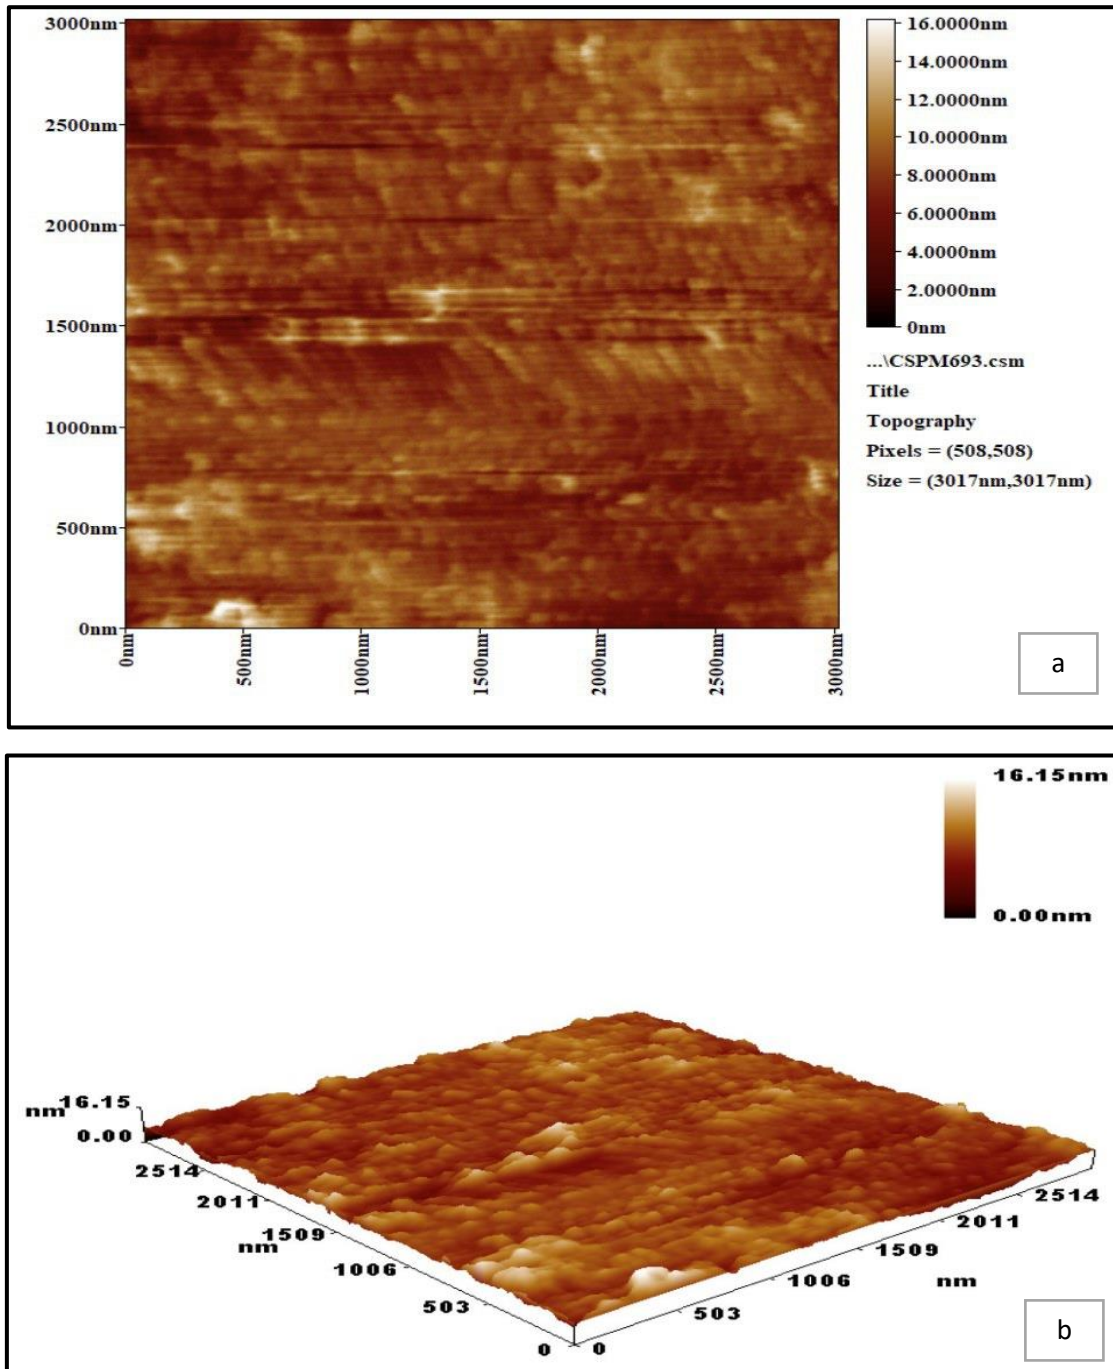 3000nm
2500nm
2000nm
1500nm
1000nm
500nm
0nm
0nm
500nm
1000nm
1500nm
2000nm
2500nm
3000nm
16.0000nm
14.0000nm
12.0000nm
10.0000nm
8.0000nm
6.0000nm
4.0000nm
2.0000nm
0nm
...\CSPM693.csm
Title
Topography
Pixels = (508,508)
Size = (3017nm,3017nm)
a
16.15nm
0.00nm
nm 16.15
0.00
2514
2011
1509
nm
1006
503
0
0
503
1006
1509
2011
2514
nm
b